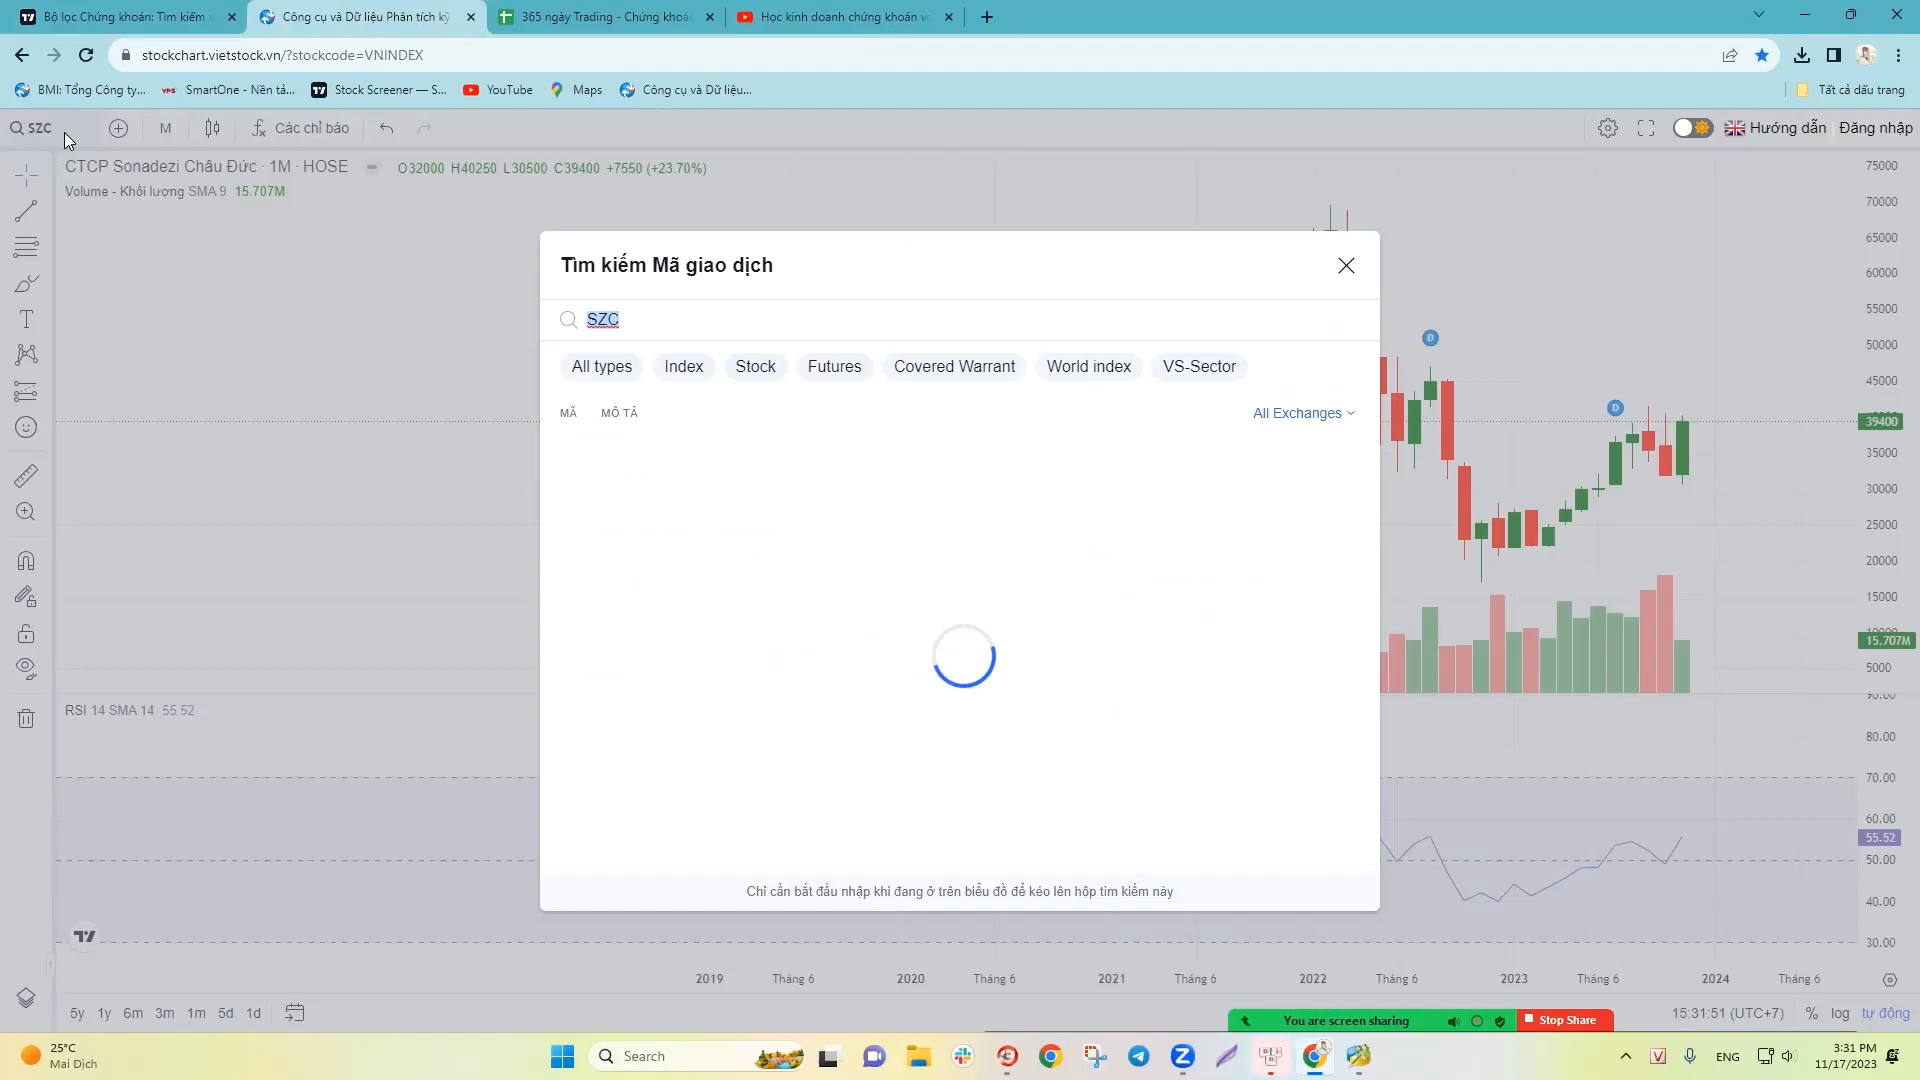 Bộ lọc Chứng khoán: Tìm kiếm
Công cụ và Dữ liệu Phân tích kỹ
365 ngày Trading - Chứng khoá
Học kinh doanh chứng khoán v
stockchart.vietstock.vn/?stockcode=VNINDEX
BMI: Tổng Công ty...
SmartOne - Nền tả...
Stock Screener — S...
YouTube
Maps
Công cụ và Dữ liệu...
Tất cả dấu trang
SZC
M
Các chỉ báo
Hướng dẫn
Đăng nhập
CTCP Sonadezi Châu Đức · 1M · HOSE
O32000 H40250 L30500 C39400 +7550 (+23.70%)
Volume - Khối lượng SMA 9 15.707M
Tìm kiếm Mã giao dịch
SZC
All types
Index
Stock
Futures
Covered Warrant
World index
VS-Sector
MÃ
MÔ TẢ
All Exchanges
Chỉ cần bắt đầu nhập khi đang ở trên biểu đồ để kéo lên hộp tìm kiếm này
D
D
75000
70000
65000
60000
55000
50000
45000
39400
35000
30000
25000
20000
15000
15.707M
5000
RSI 14 SMA 14 55.52
90.00
80.00
70.00
60.00
55.52
50.00
40.00
30.00
2019
Tháng 6
2020
Tháng 6
2021
Tháng 6
2022
Tháng 6
2023
Tháng 6
2024
Tháng 6
5y 1y 6m 3m 1m 5d 1d
You are screen sharing
Stop Share
15:31:51 (UTC+7)
% log tự động
25°C
Mai Dịch
Search
ENG
3:31 PM
11/17/2023